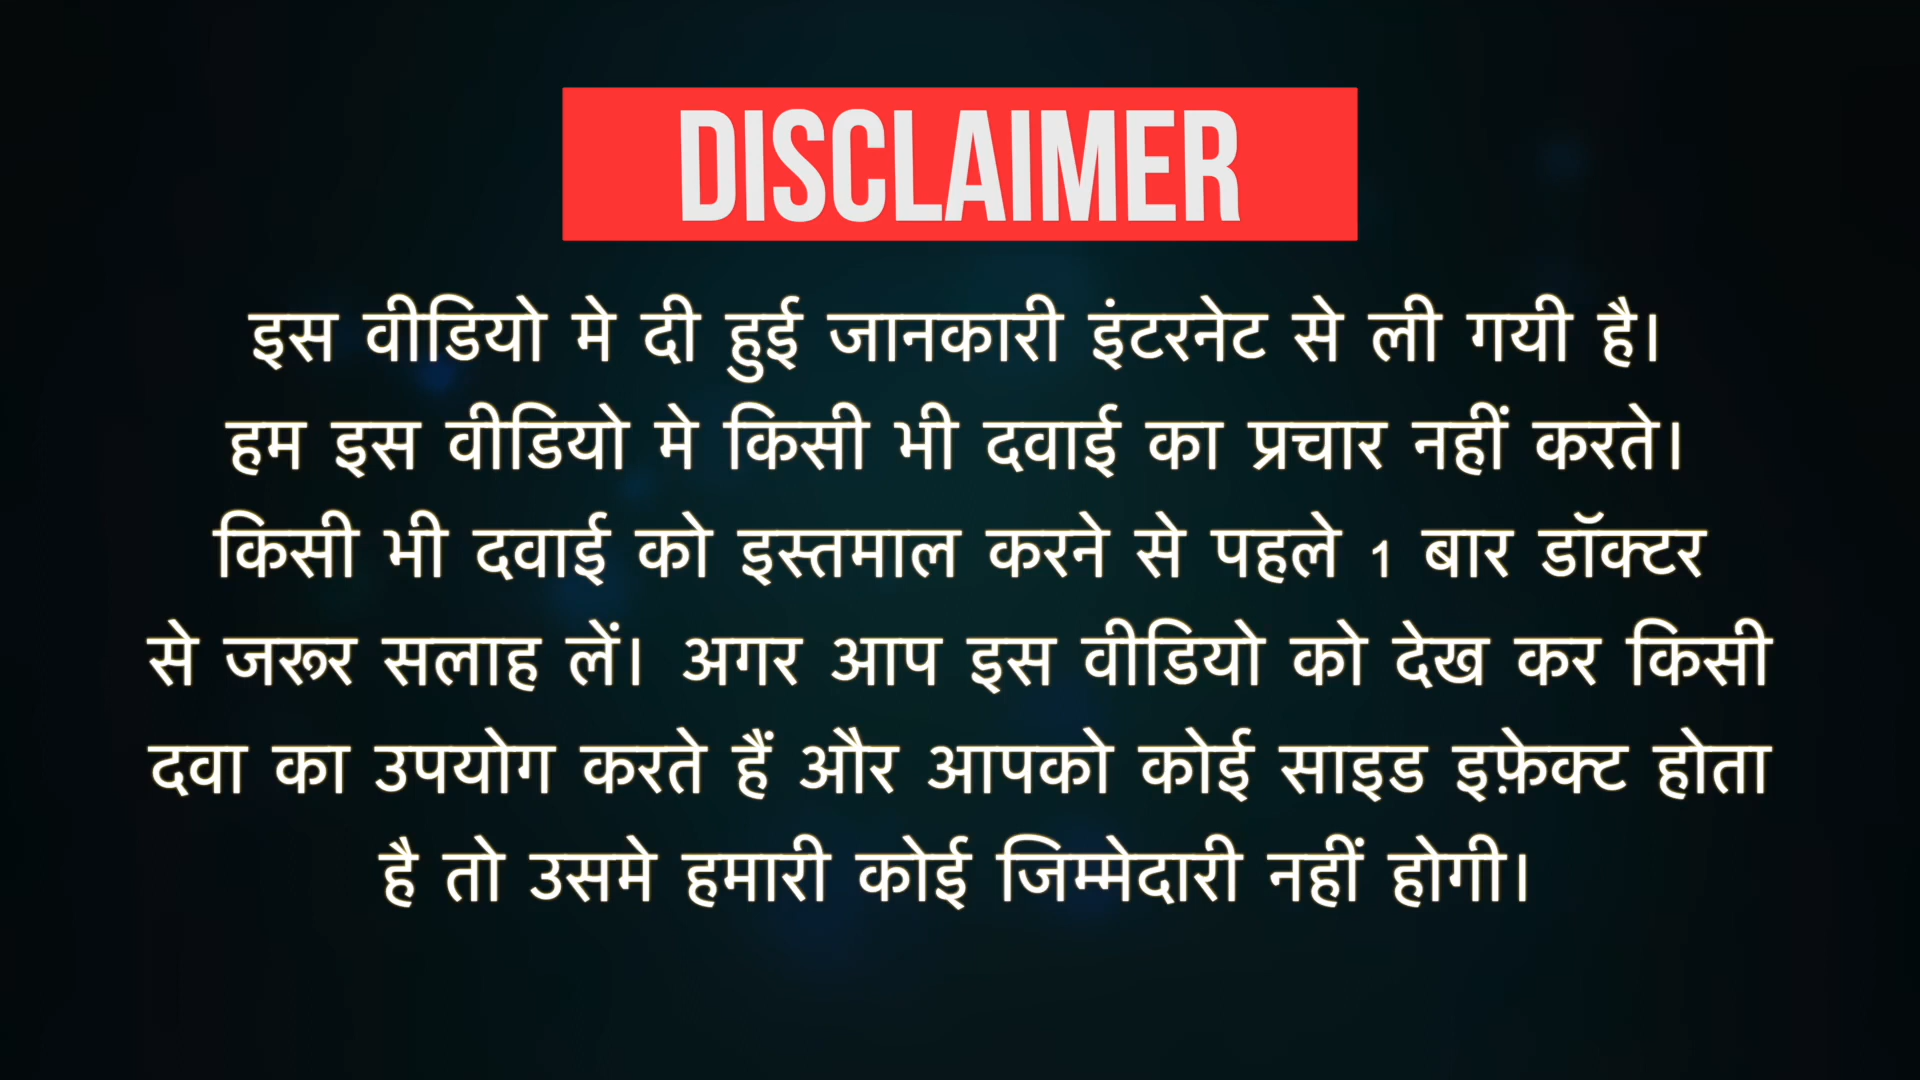 DISCLAIMER
इस वीडियो मे दी हुई जानकारी इंटरनेट से ली गयी है।
हम इस वीडियो मे किसी भी दवाई का प्रचार नहीं करते।
किसी भी दवाई को इस्तमाल करने से पहले 1 बार डॉक्टर
से जरूर सलाह लें। अगर आप इस वीडियो को देख कर किसी
दवा का उपयोग करते हैं और आपको कोई साइड इफ़ेक्ट होता
है तो उसमे हमारी कोई जिम्मेदारी नहीं होगी।